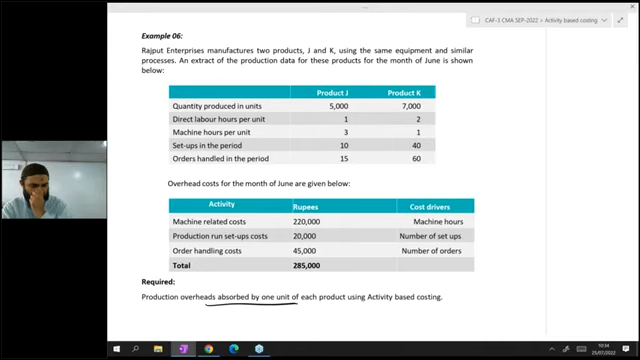 CAF-3 CMA SEP-2022 > Activity based costing
Example 06:
Rajput Enterprises manufactures two products, J and K, using the same equipment and similar
processes. An extract of the production data for these products for the month of June is shown
below:
Product J Product K
Quantity produced in units 5,000 7,000
Direct labour hours per unit 1 2
Machine hours per unit 3 1
Set-ups in the period 10 40
Orders handled in the period 15 60
Overhead costs for the month of June are given below:
Activity Rupees Cost drivers
Machine related costs 220,000 Machine hours
Production run set-ups costs 20,000 Number of set ups
Order handling costs 45,000 Number of orders
Total 285,000
Required:
Production overheads absorbed by one unit of each product using Activity based costing.
10:34
25/07/2022